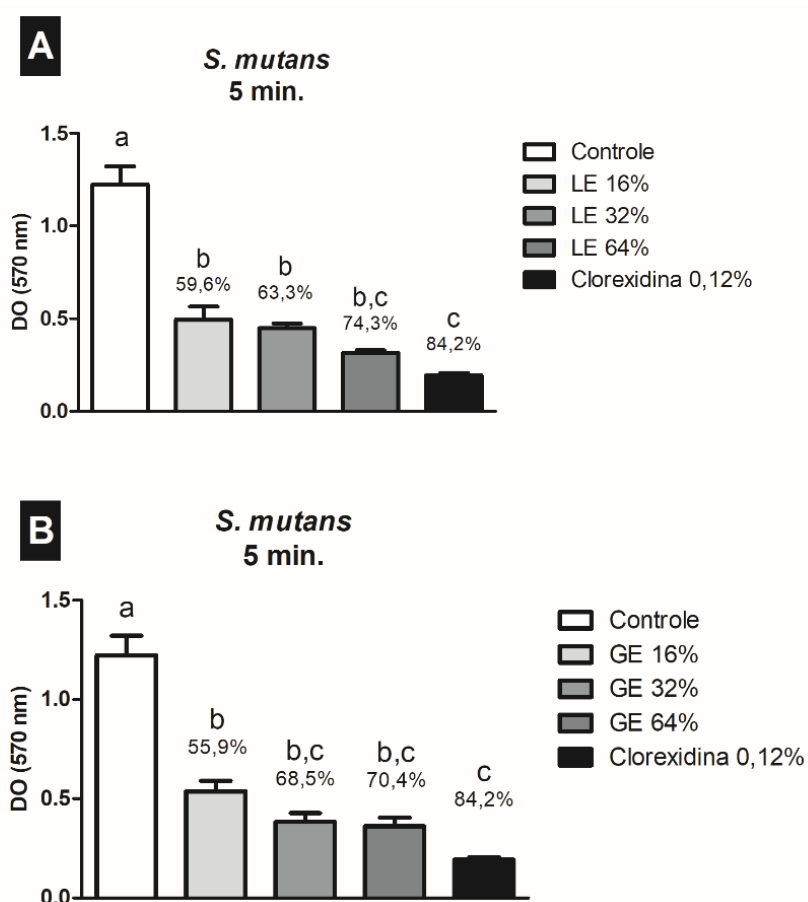 A
S. mutans
5 min.
DO (570 nm)
1.5
1.0
0.5
0.0
a
b
59,6%
b
63,3%
b,c
74,3%
c
84,2%
Controle
LE 16%
LE 32%
LE 64%
Clorexidina 0,12%
B
S. mutans
5 min.
DO (570 nm)
1.5
1.0
0.5
0.0
a
b
55,9%
b,c
68,5%
b,c
70,4%
c
84,2%
Controle
GE 16%
GE 32%
GE 64%
Clorexidina 0,12%